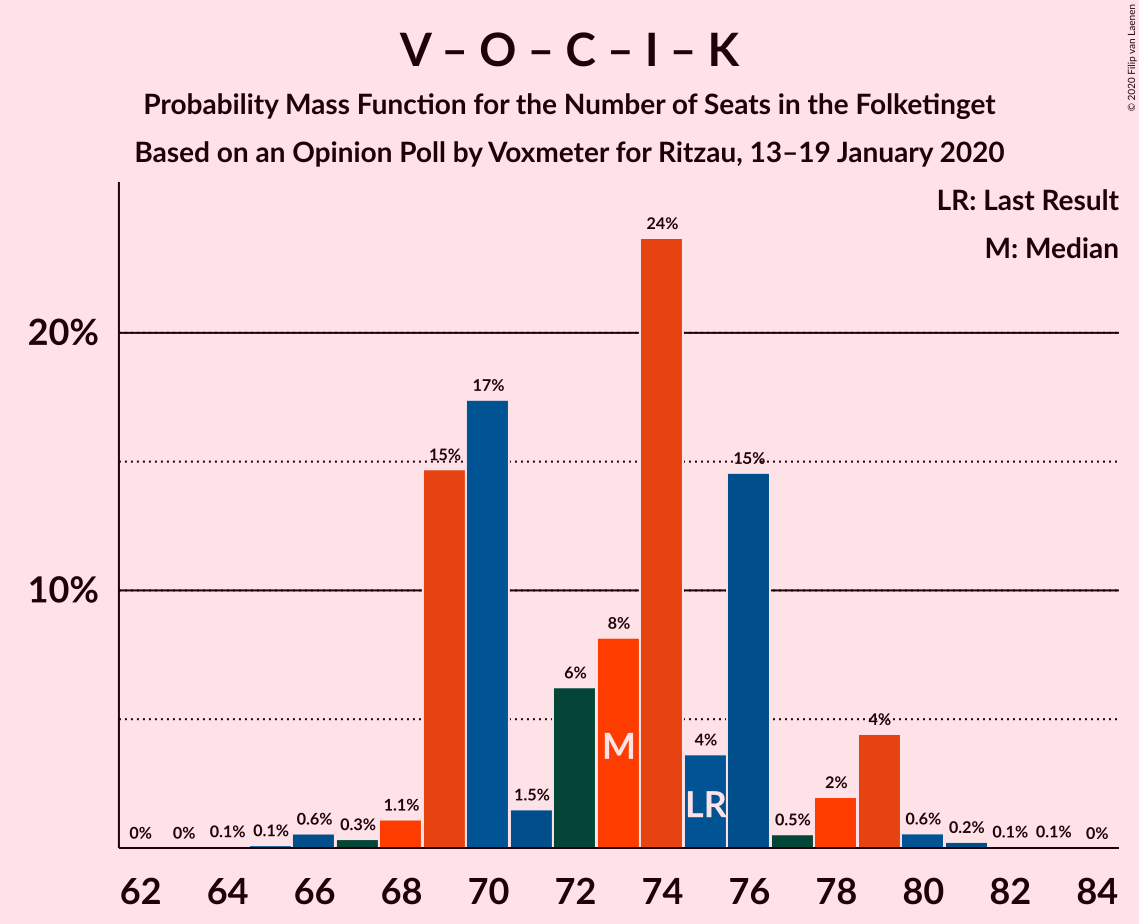 V – O – C – I – K
Probability Mass Function for the Number of Seats in the Folketinget
Based on an Opinion Poll by Voxmeter for Ritzau, 13–19 January 2020
© 2020 Filip van Laenen
LR: Last Result
M: Median
20%
10%
0% 0% 0.1% 0.1% 0.6% 0.3% 1.1% 15% 17% 1.5% 6% 8% 24% 4% 15% 0.5% 2% 4% 0.6% 0.2% 0.1% 0.1% 0%
M
LR
62 64 66 68 70 72 74 76 78 80 82 84